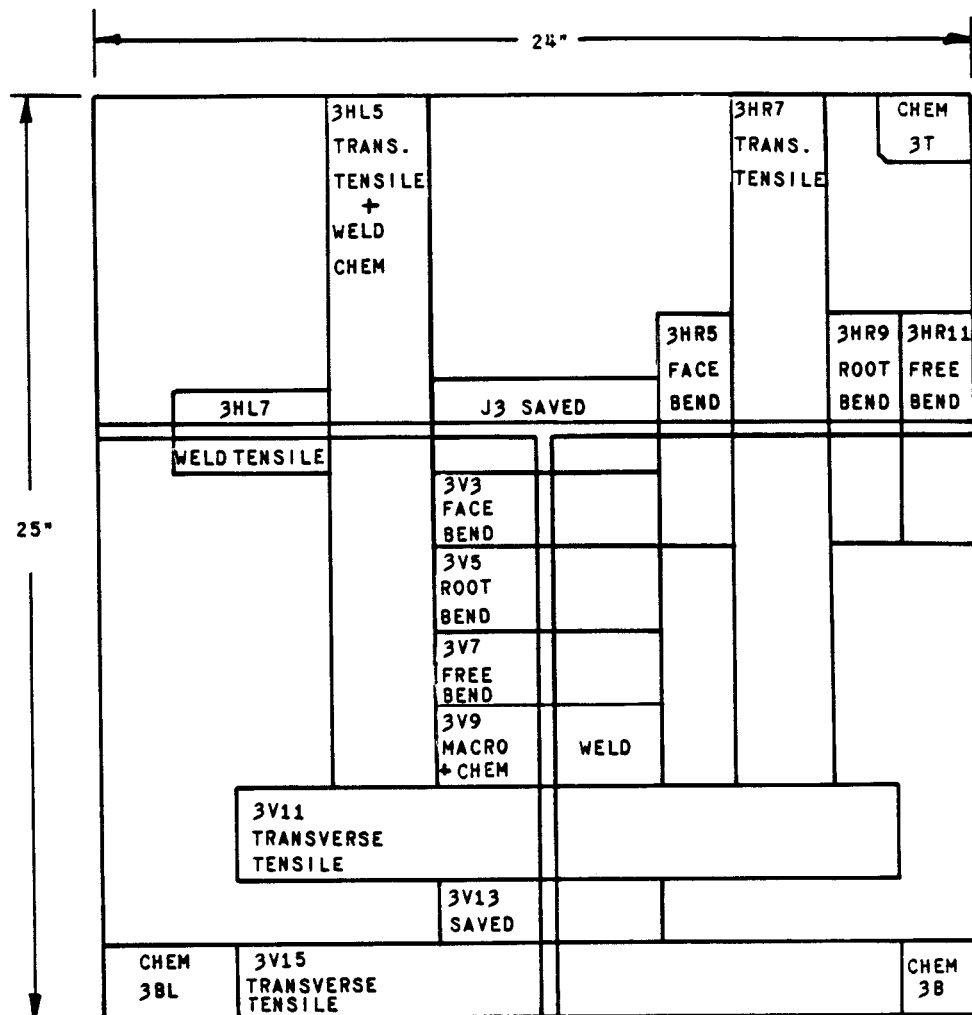 24"
3HL5
TRANS.
TENSILE
+
WELD
CHEM
3HR7
TRANS.
TENSILE
CHEM
3T
3HR5
FACE
BEND
3HR9
ROOT
BEND
3HR11
FREE
BEND
3HL7
WELD TENSILE
J3 SAVED
25"
3V3
FACE
BEND
3V5
ROOT
BEND
3V7
FREE
BEND
3V9
MACRO
+ CHEM
WELD
3V11
TRANSVERSE
TENSILE
3V13
SAVED
CHEM
3BL
3V15
TRANSVERSE
TENSILE
CHEM
3B